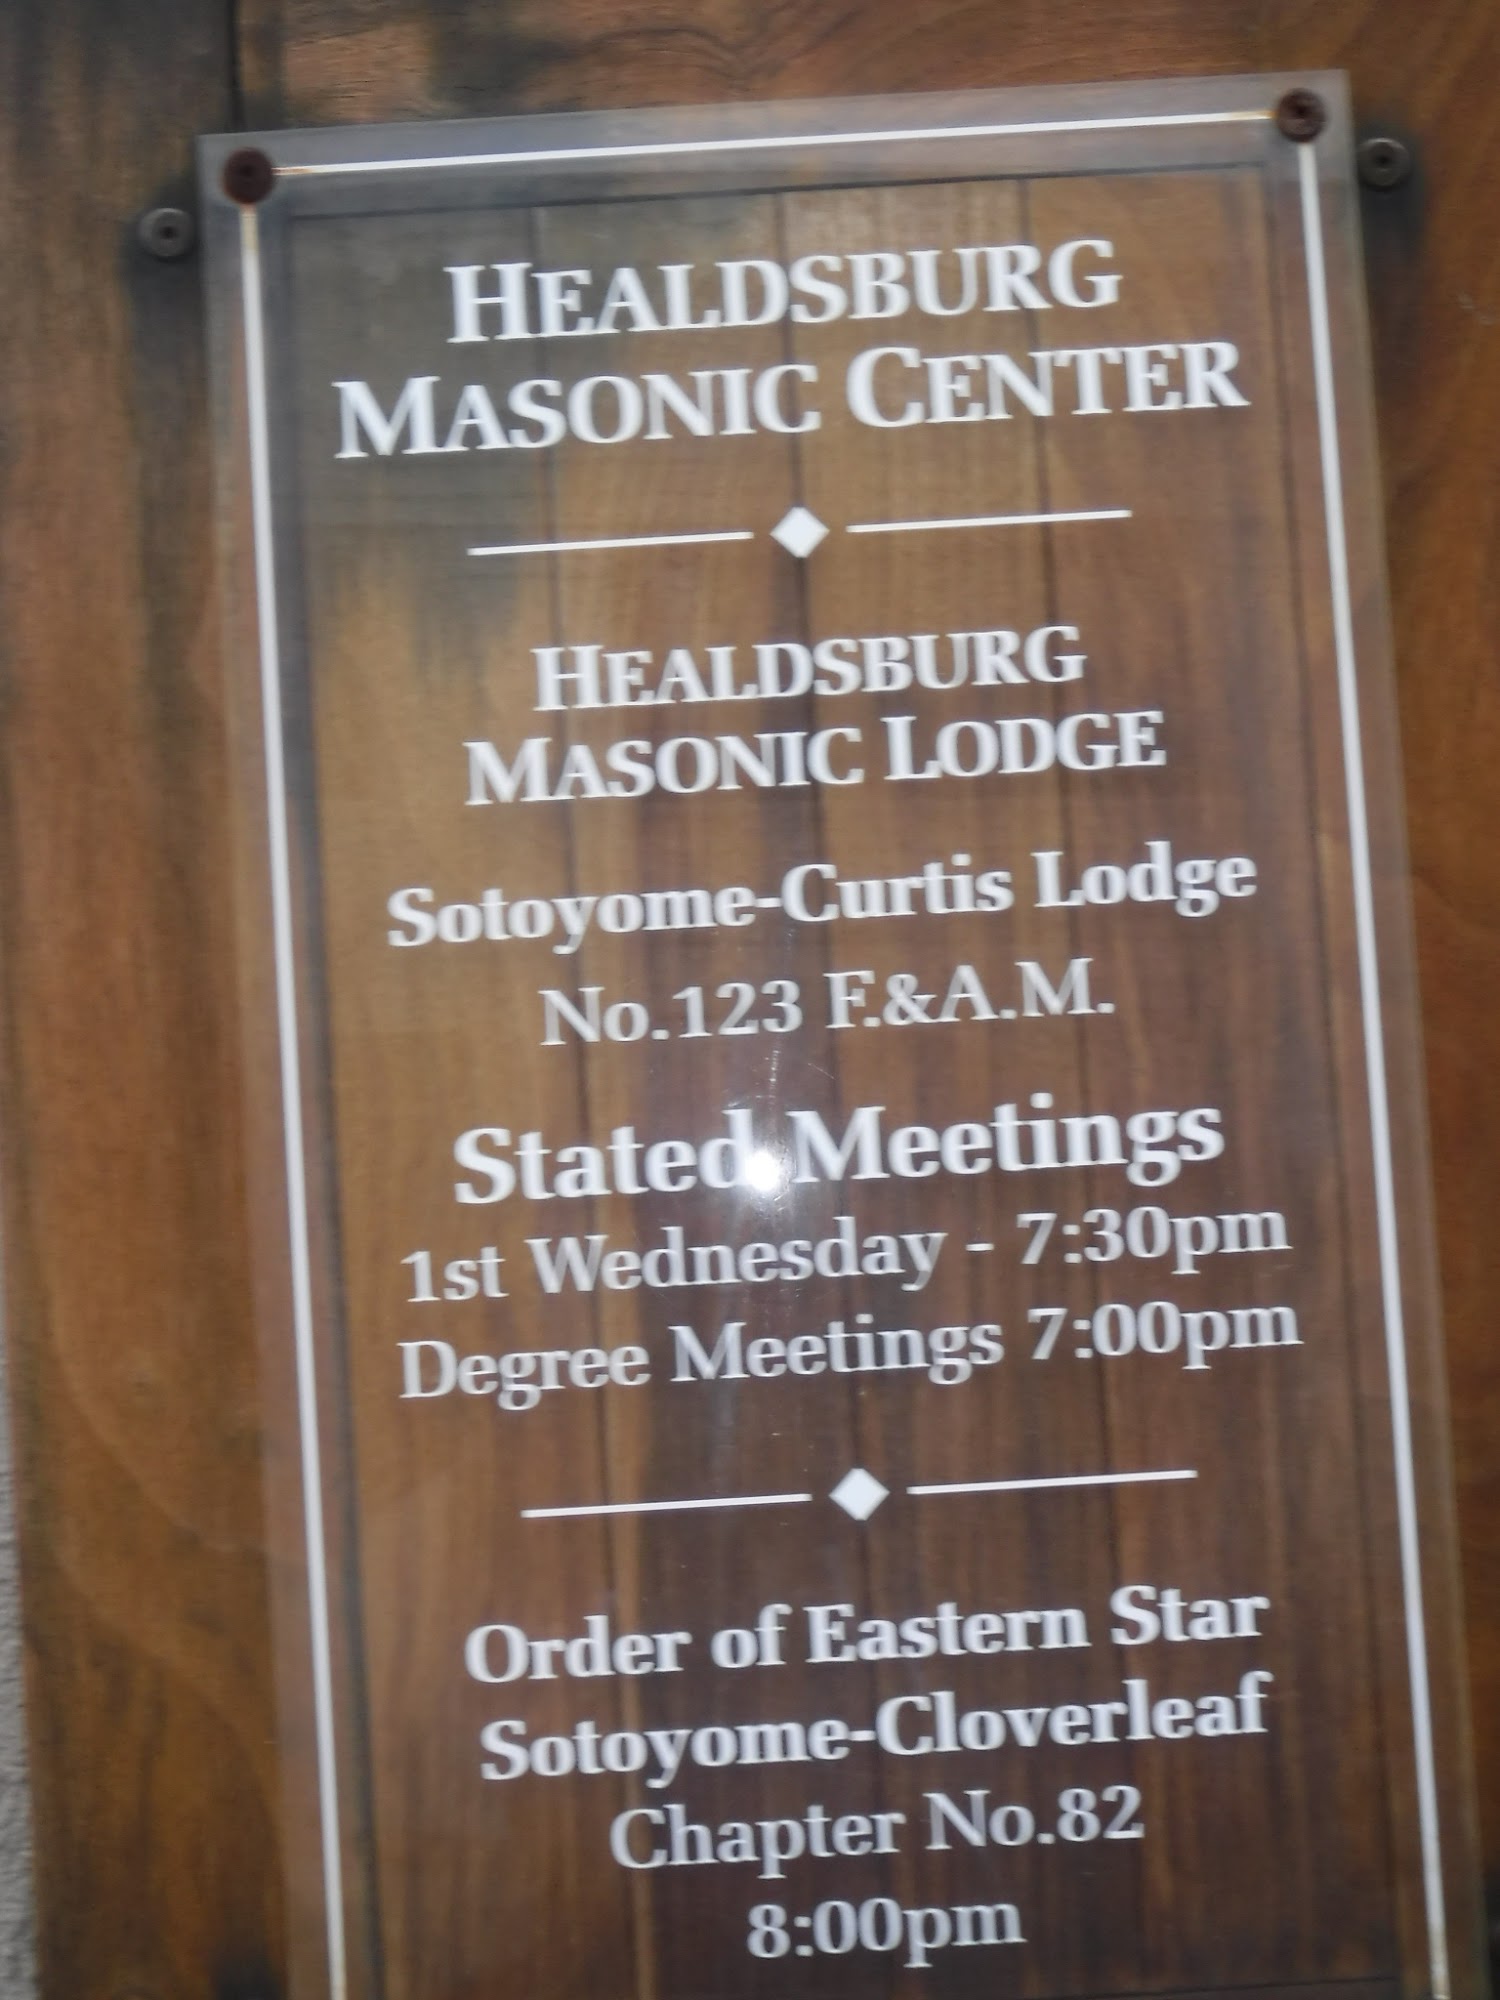 HEALDSBURG
MASONIC CENTER
HEALDSBURG
MASONIC LODGE
Sotoyome-Curtis Lodge
No.123 F.&A.M.
Stated Meetings
1st Wednesday - 7:30pm
Degree Meetings 7:00pm
Order of Eastern Star
Sotoyome-Cloverleaf
Chapter No.82
8:00pm